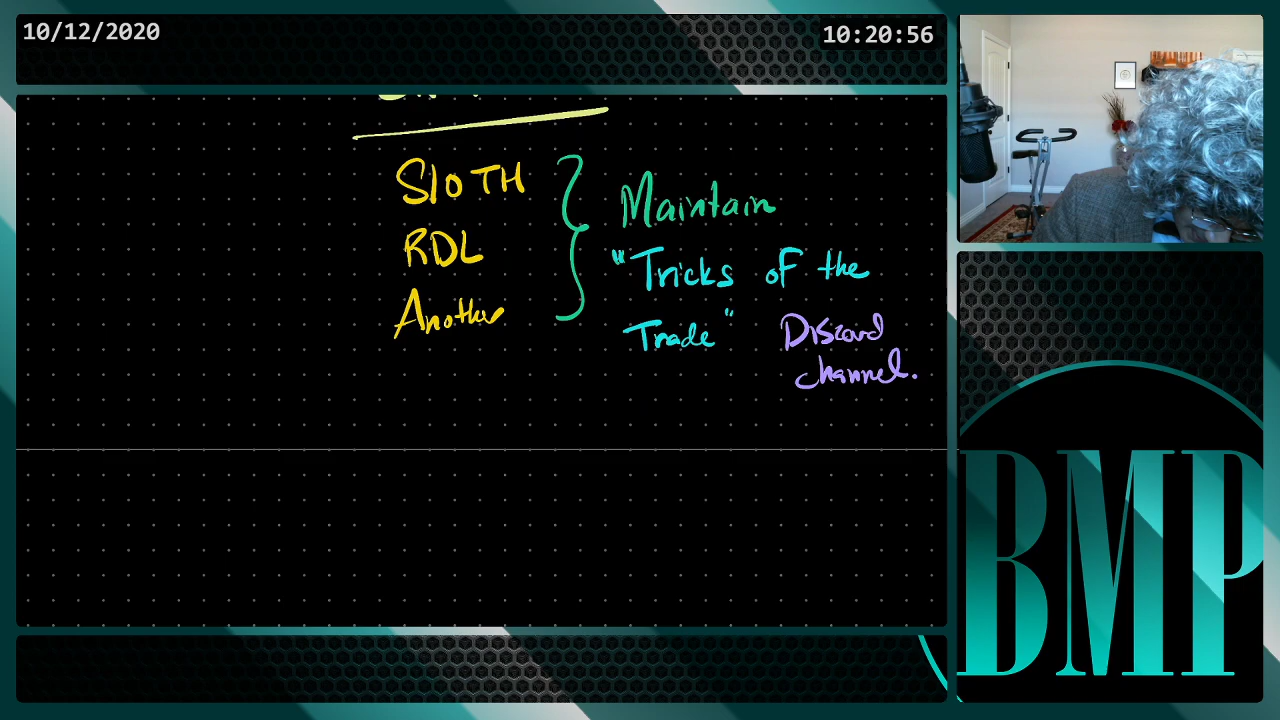 10/12/2020
10:20:56
SlOTH
RDL
Another
Maintain
"Tricks of the
Trade" Discord
channel.
BMP